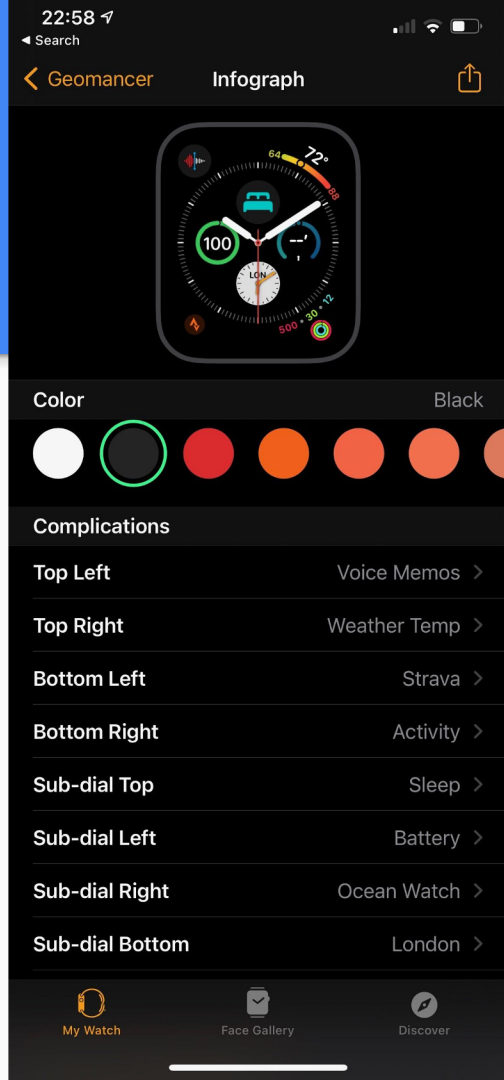 22:58
Search
Geomancer
Infograph
64
72°
88
100
--'
LON
500 • 30 • 12
Color
Black
Complications
Top Left
Voice Memos
Top Right
Weather Temp
Bottom Left
Strava
Bottom Right
Activity
Sub-dial Top
Sleep
Sub-dial Left
Battery
Sub-dial Right
Ocean Watch
Sub-dial Bottom
London
My Watch
Face Gallery
Discover